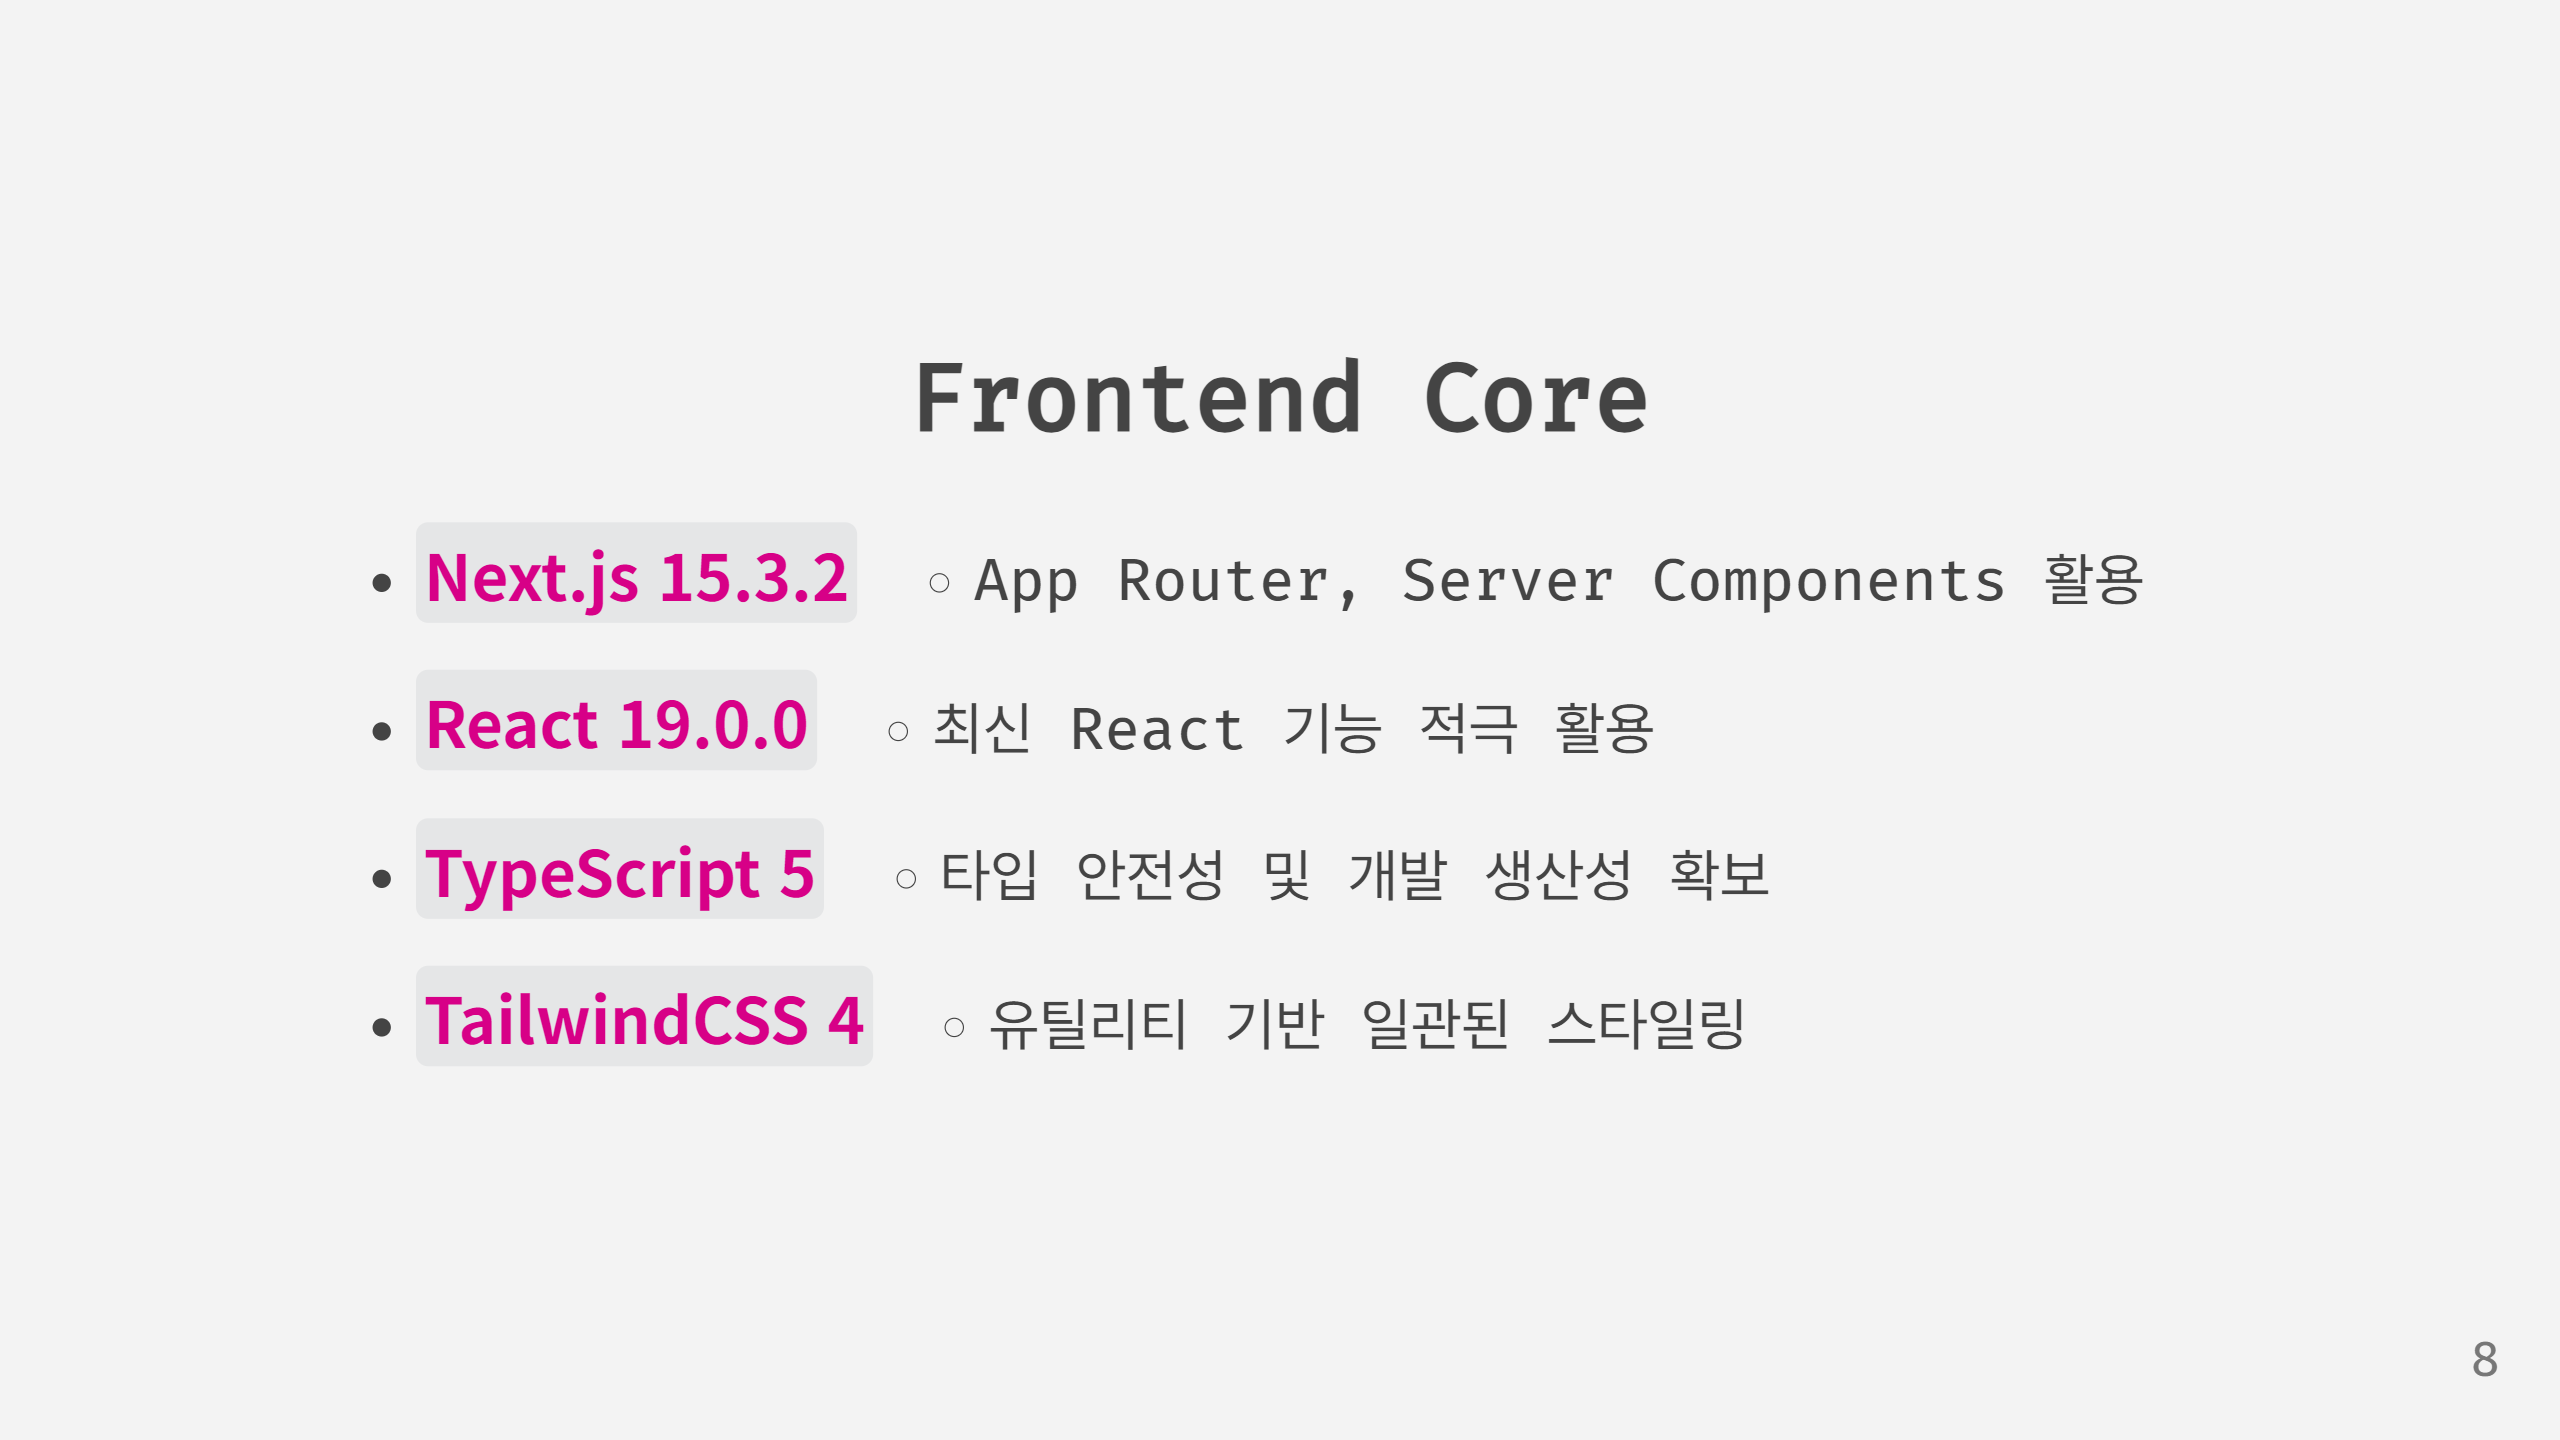 Frontend Core
• Next.js 15.3.2 ○ App Router, Server Components 활용
• React 19.0.0 ○ 최신 React 기능 적극 활용
• TypeScript 5 ○ 타입 안전성 및 개발 생산성 확보
• TailwindCSS 4 ○ 유틸리티 기반 일관된 스타일링
8